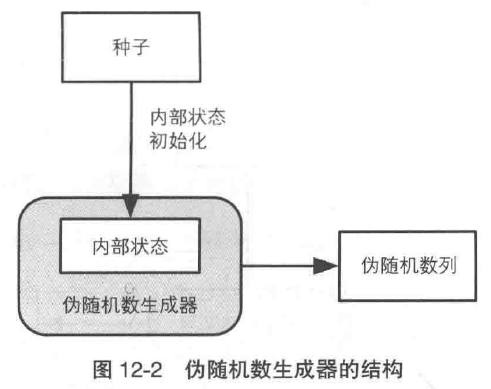 种子
内部状态
初始化
内部状态
伪随机数生成器
伪随机数列
图 12-2 伪随机数生成器的结构